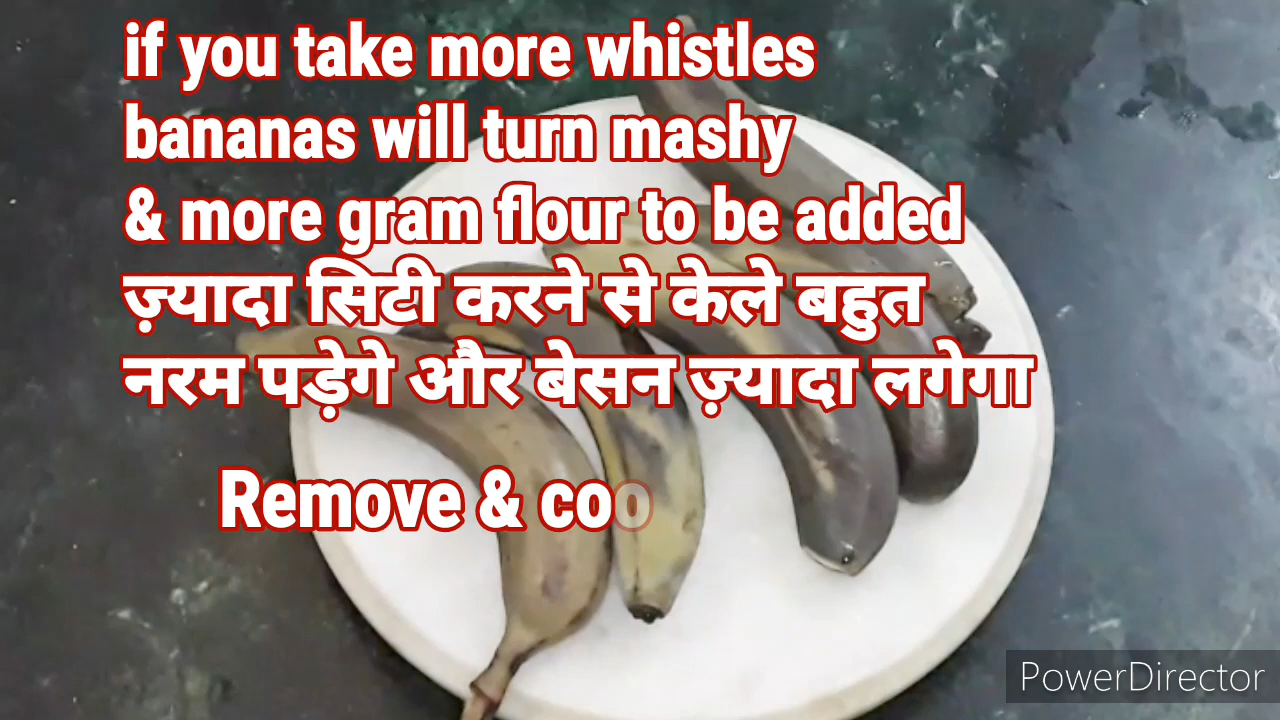 if you take more whistles
bananas will turn mashy
& more gram flour to be added
ज़्यादा सिटी करने से केले बहुत
नरम पड़ेगे और बेसन ज़्यादा लगेगा
Remove & coo
PowerDirector